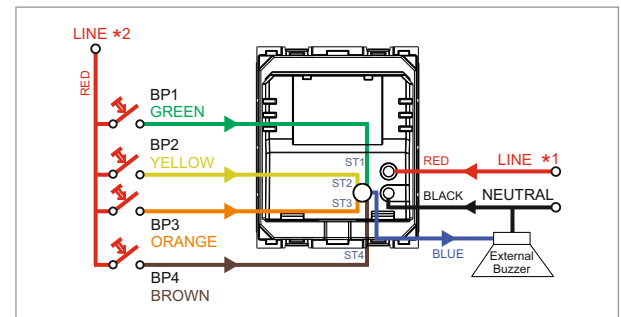 LINE *2
RED
BP1
GREEN
BP2
YELLOW
BP3
ORANGE
BP4
BROWN
ST1
ST2
ST3
ST4
RED
LINE *1
BLACK
NEUTRAL
BLUE
External
Buzzer